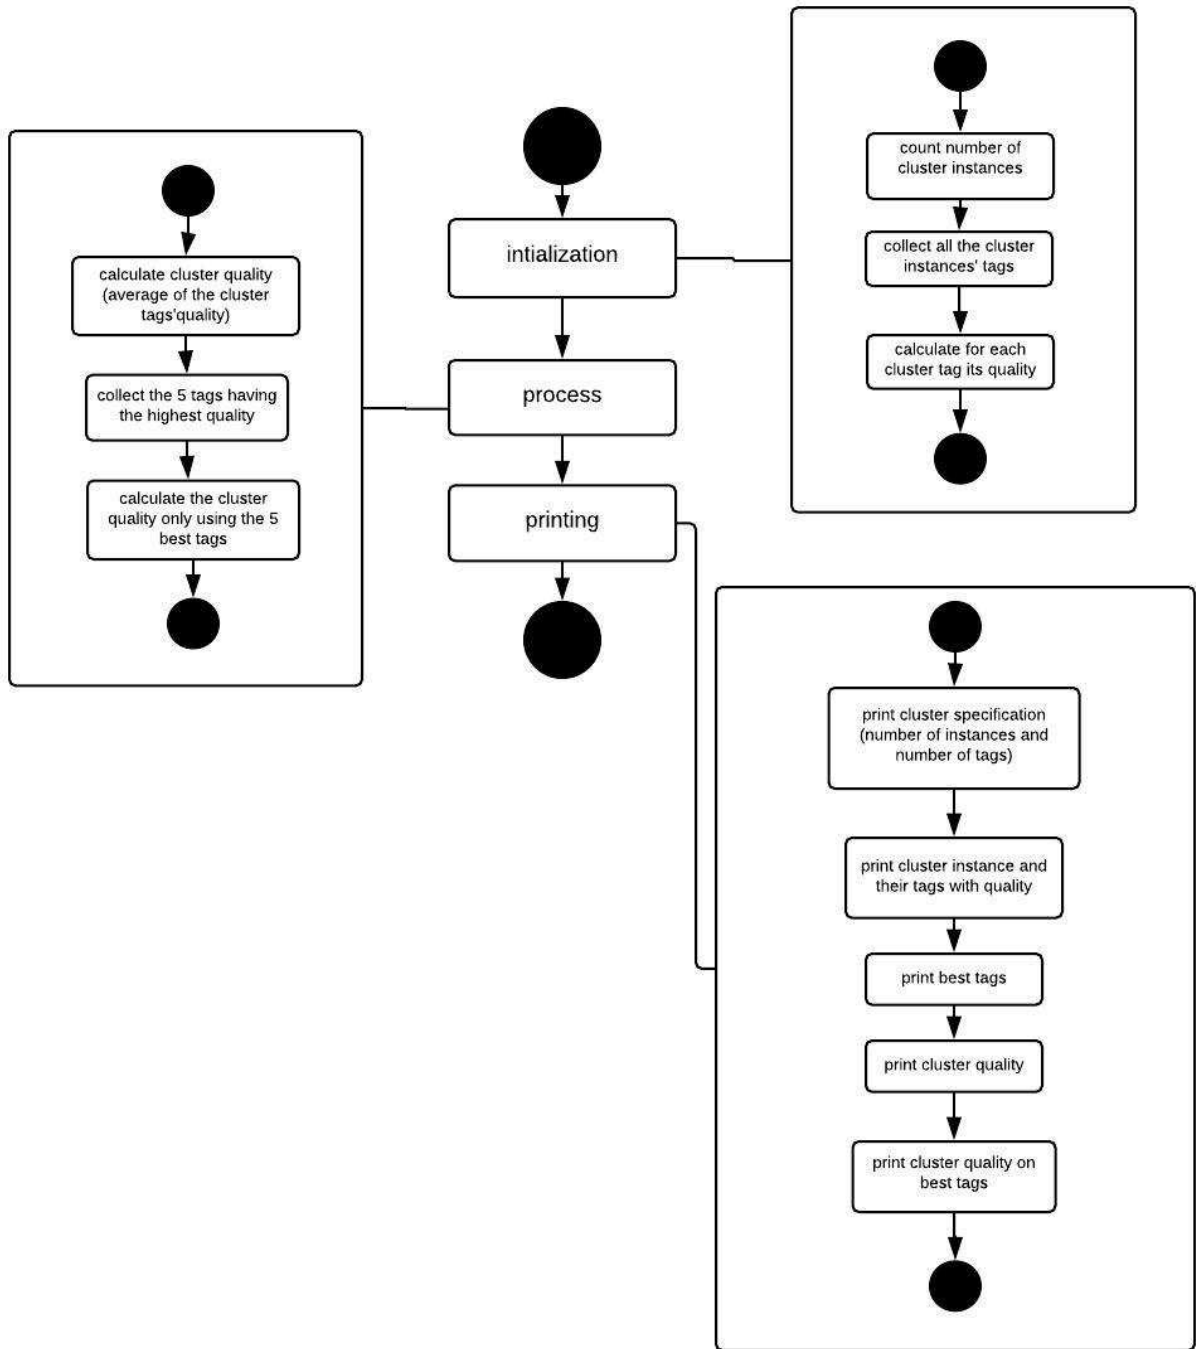 intialization
process
printing
count number of
cluster instances
collect all the cluster
instances' tags
calculate for each
cluster tag its quality
calculate cluster quality
(average of the cluster
tags'quality)
collect the 5 tags having
the highest quality
calculate the cluster
quality only using the 5
best tags
print cluster specification
(number of instances and
number of tags)
print cluster instance and
their tags with quality
print best tags
print cluster quality
print cluster quality on
best tags